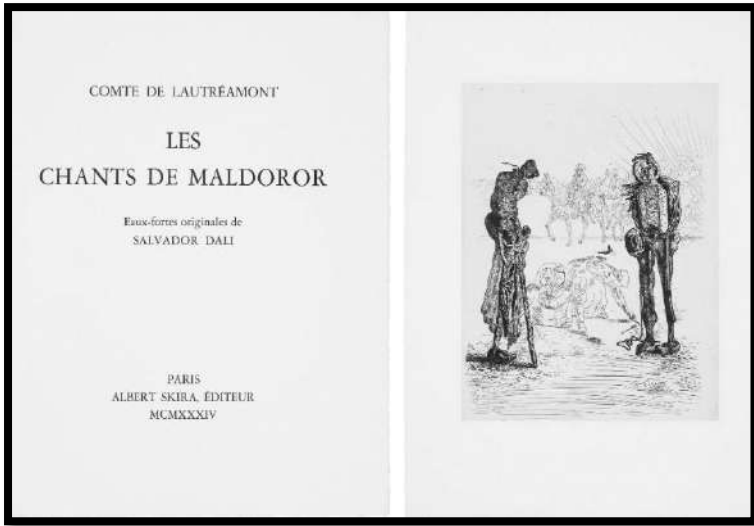 COMTE DE LAUTRÉAMONT
LES
CHANTS DE MALDOROR
Eaux-fortes originales de
SALVADOR DALI
PARIS
ALBERT SKIRA, ÉDITEUR
MCMXXXIV